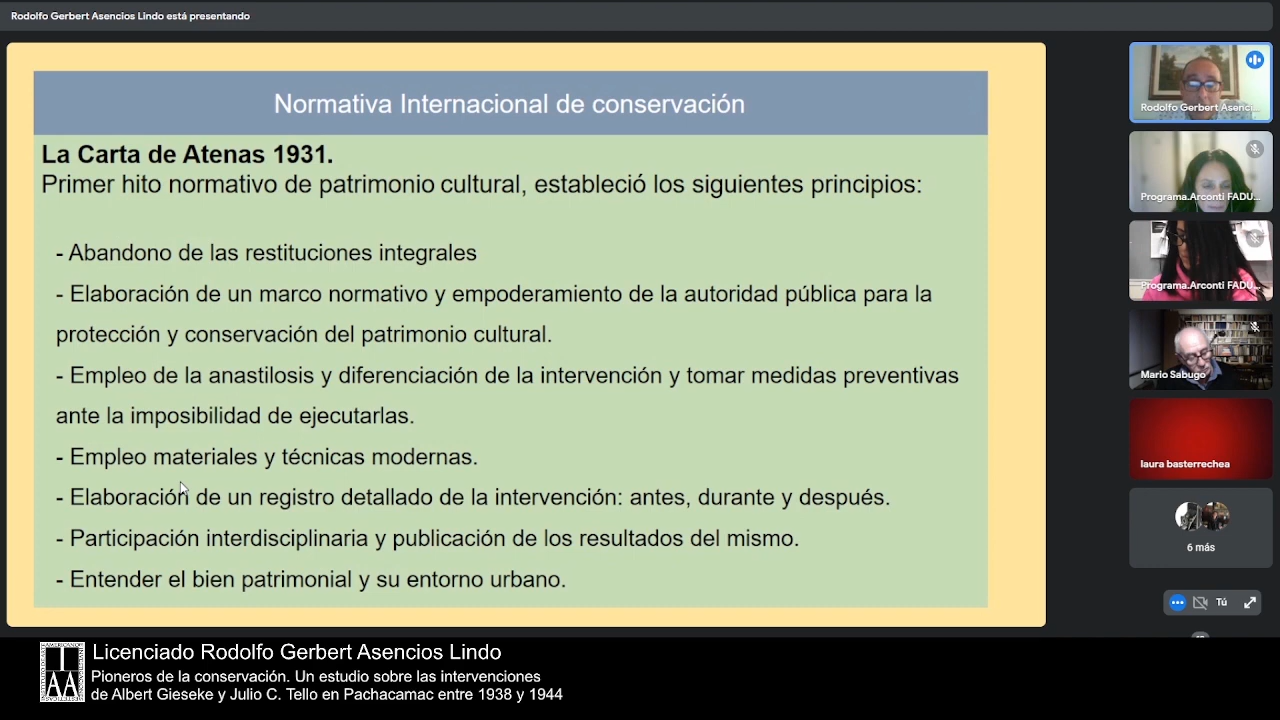 Rodolfo Gerbert Asencios Lindo está presentando
Normativa Internacional de conservación
La Carta de Atenas 1931.
Primer hito normativo de patrimonio cultural, estableció los siguientes principios:
- Abandono de las restituciones integrales
- Elaboración de un marco normativo y empoderamiento de la autoridad pública para la
protección y conservación del patrimonio cultural.
- Empleo de la anastilosis y diferenciación de la intervención y tomar medidas preventivas
ante la imposibilidad de ejecutarlas.
- Empleo materiales y técnicas modernas.
- Elaboración de un registro detallado de la intervención: antes, durante y después.
- Participación interdisciplinaria y publicación de los resultados del mismo.
- Entender el bien patrimonial y su entorno urbano.
Rodolfo Gerbert Asenci...
Programa.Arconti FADU...
Programa.Arconti FADU...
Mario Sabugo
laura basterrechea
6 más
Tú
IAA
Licenciado Rodolfo Gerbert Asencios Lindo
Pioneros de la conservación. Un estudio sobre las intervenciones
de Albert Gieseke y Julio C. Tello en Pachacamac entre 1938 y 1944